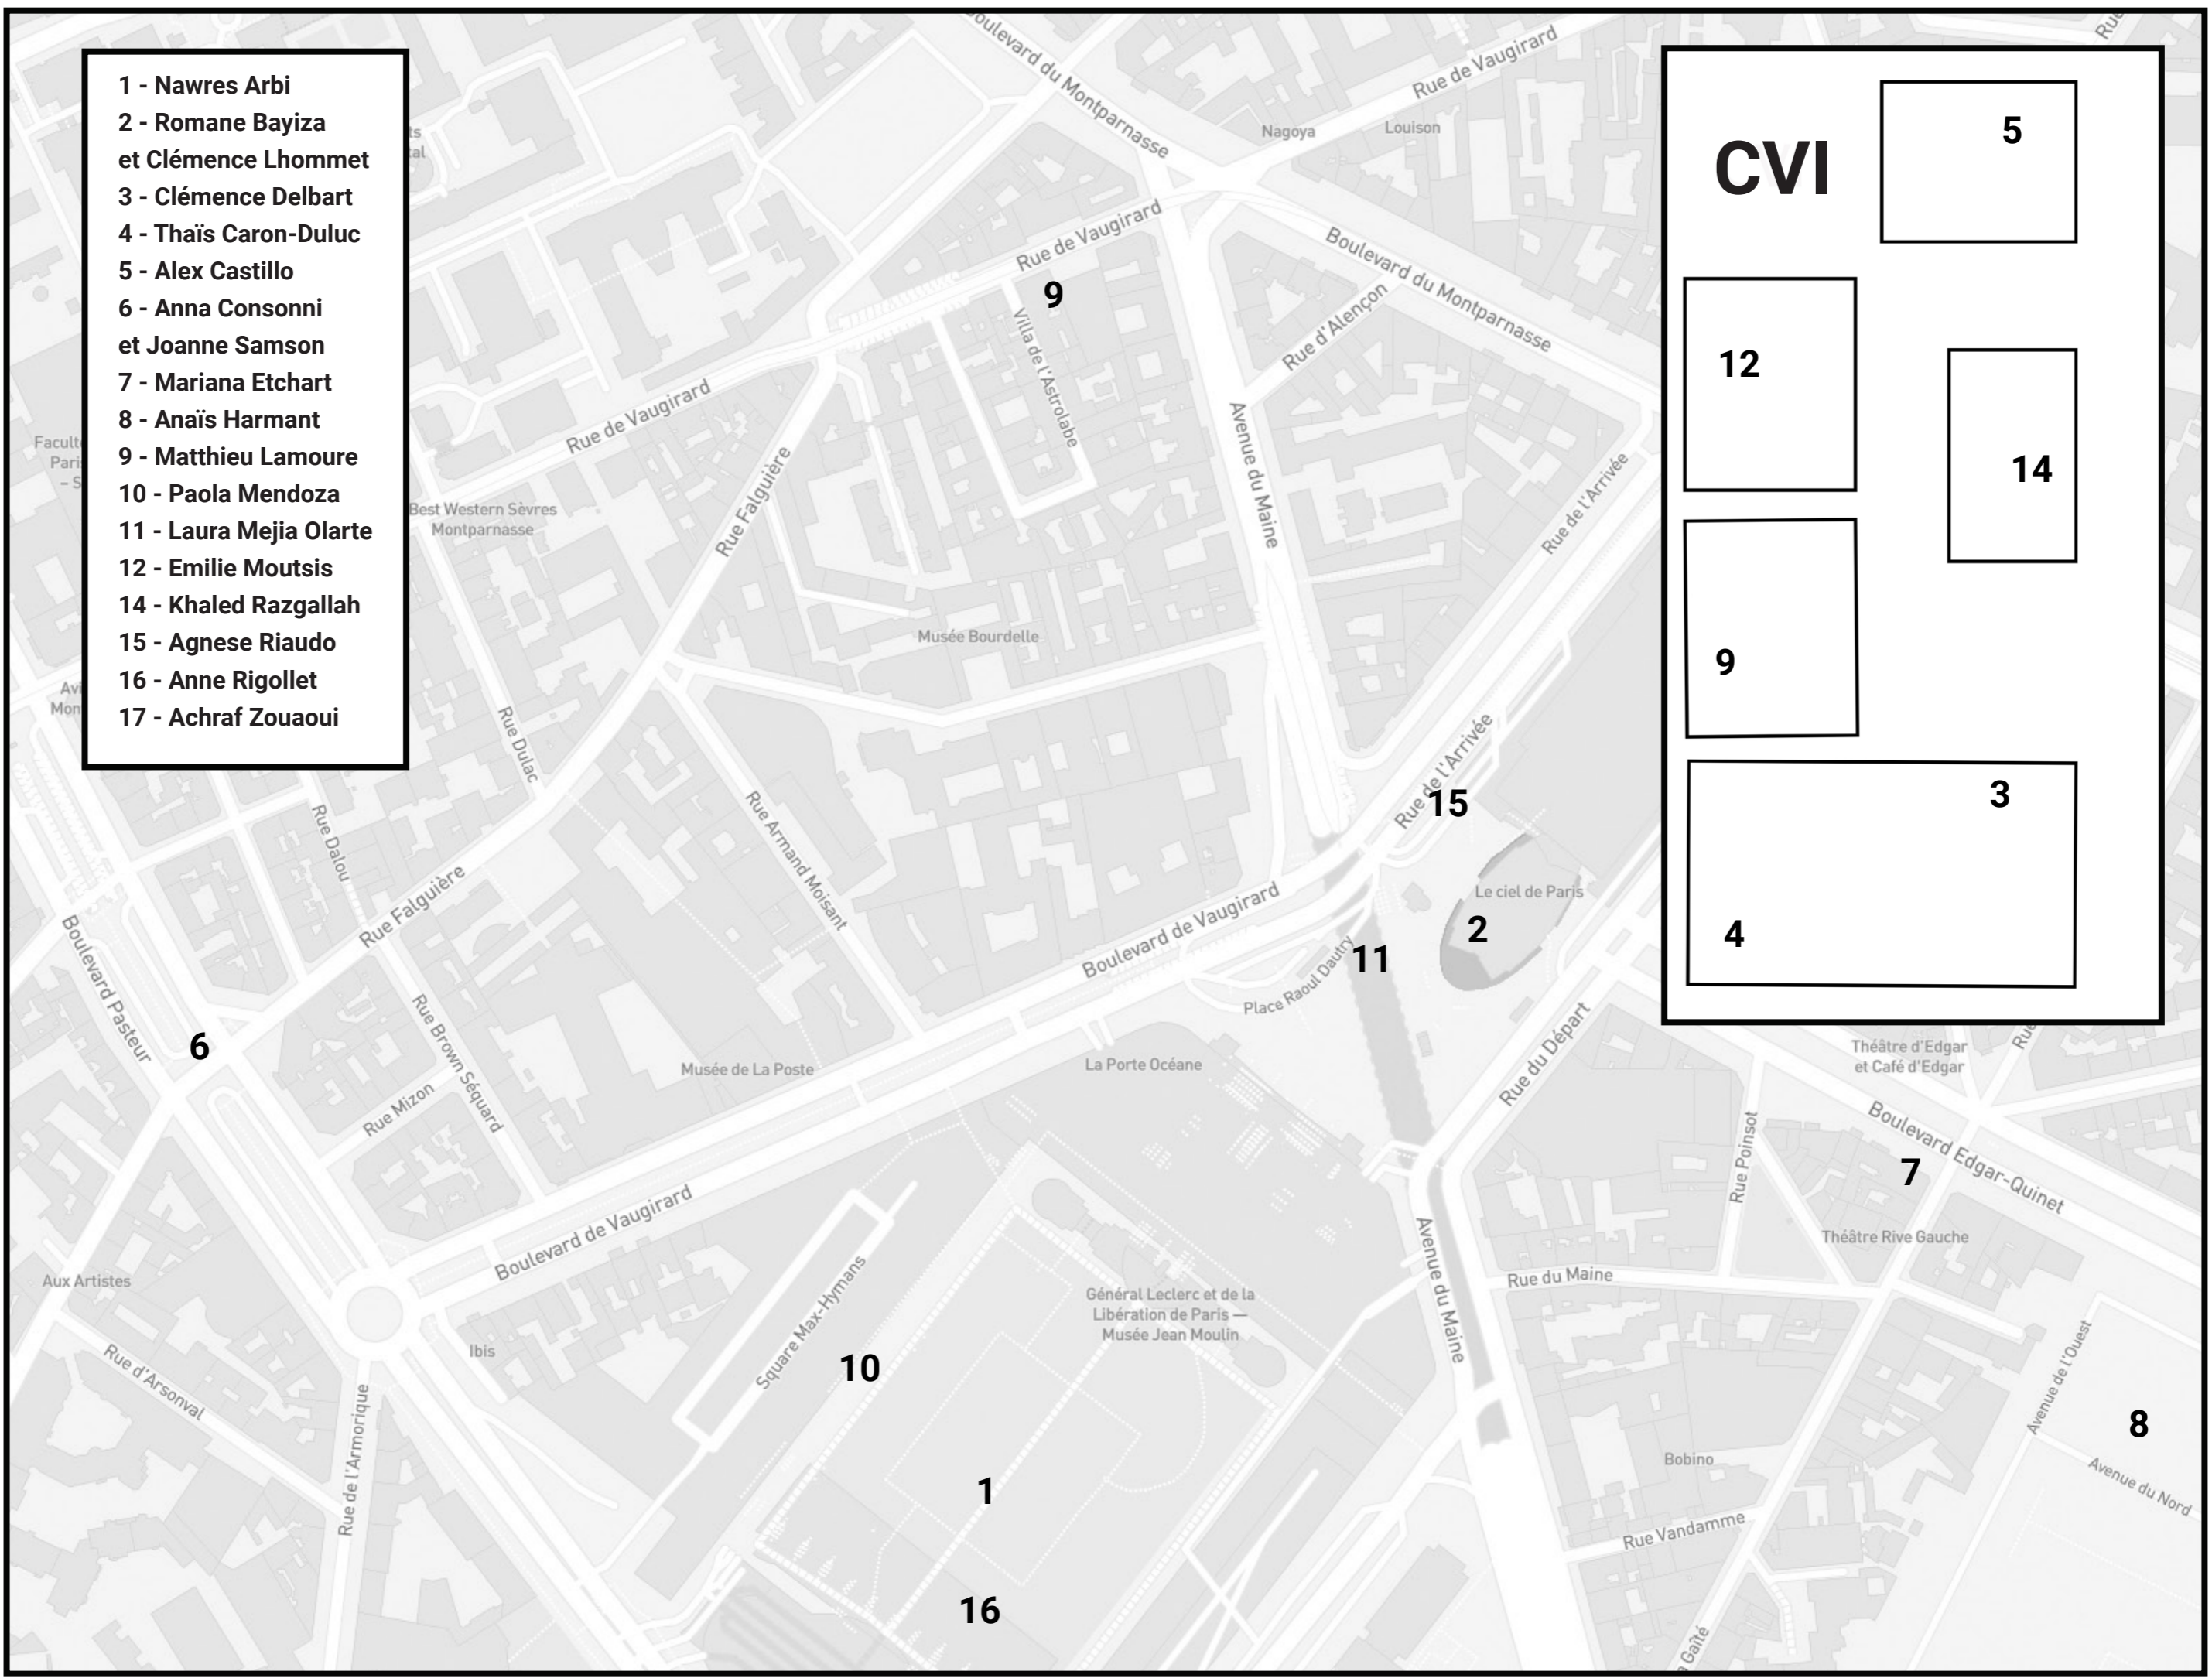 1 - Nawres Arbi
2 - Romane Bayiza
et Clémence Lhommet
3 - Clémence Delbart
4 - Thaïs Caron-Duluc
5 - Alex Castillo
6 - Anna Consonni
et Joanne Samson
7 - Mariana Etchart
8 - Anaïs Harmant
9 - Matthieu Lamoure
10 - Paola Mendoza
11 - Laura Mejia Olarte
12 - Emilie Moutsis
14 - Khaled Razgallah
15 - Agnese Riaudo
16 - Anne Rigollet
17 - Achraf Zouaoui
CVI
5
12
14
9
3
4
Boulevard du Montparnasse
Rue de Vaugirard
Rue
Nagoya
Louison
Rue de Vaugirard
9
Boulevard du Montparnasse
Rue d'Alençon
Villa de l'Astrolabe
Rue de Vaugirard
Avenue du Maine
Rue de l'Arrivée
Rue Falguière
Best Western Sèvres
Montparnasse
Musée Bourdelle
Rue Dulac
Rue de l'Arrivée
15
Rue Dalou
Rue Armand Moisant
Rue Falguière
Le ciel de Paris
2
Boulevard de Vaugirard
11
Place Raoul Dautry
Boulevard Pasteur
6
Rue Brown Séquard
Rue Mizon
Musée de La Poste
La Porte Océane
Rue du Départ
Théâtre d'Edgar
et Café d'Edgar
Rue
Boulevard Edgar-Quinet
Rue Poinsot
7
Théâtre Rive Gauche
Boulevard de Vaugirard
Aux Artistes
Ibis
Rue d'Arsonval
Rue de l'Armorique
Square Max-Hymans
10
Général Leclerc et de la
Libération de Paris —
Musée Jean Moulin
Avenue du Maine
Rue du Maine
Avenue de l'Ouest
8
Avenue du Nord
Bobino
Rue Vandamme
1
16
Gaîté